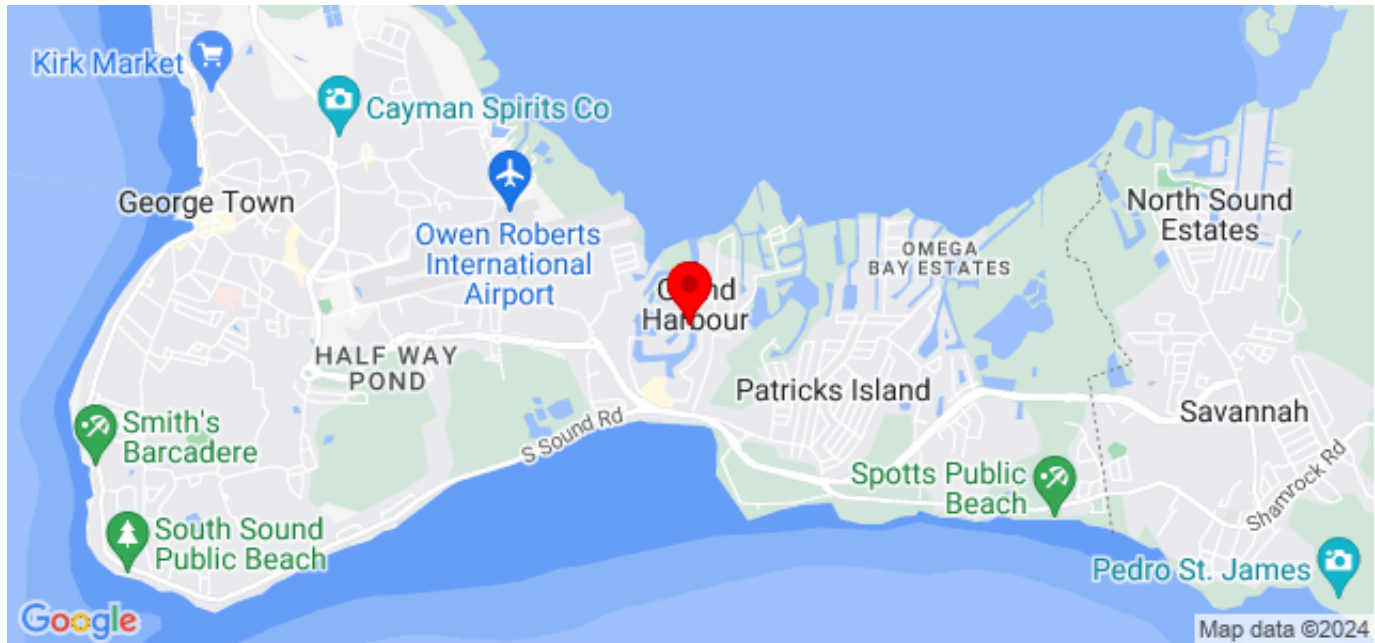 Kirk Market
Cayman Spirits Co
George Town
Owen Roberts
International
Airport
North Sound
Estates
OMEGA
BAY ESTATES
Harbour
HALF WAY
POND
Patricks Island
Savannah
Smith's
Barcadere
S Sound Rd
Spotts Public
Beach
Shamrock Rd
South Sound
Public Beach
Pedro St. James
Google
Map data ©2024